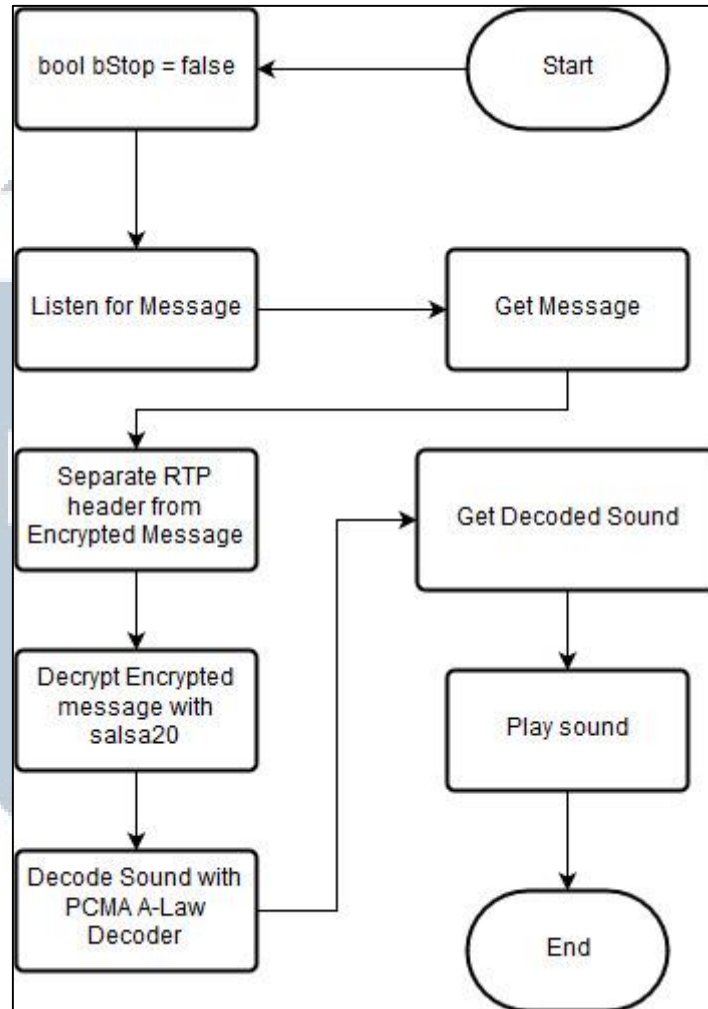 Start
bool bStop = false
Listen for Message
Get Message
Separate RTP
header from
Encrypted Message
Decrypt Encrypted
message with
salsa20
Decode Sound with
PCMA A-Law
Decoder
Get Decoded Sound
Play sound
End